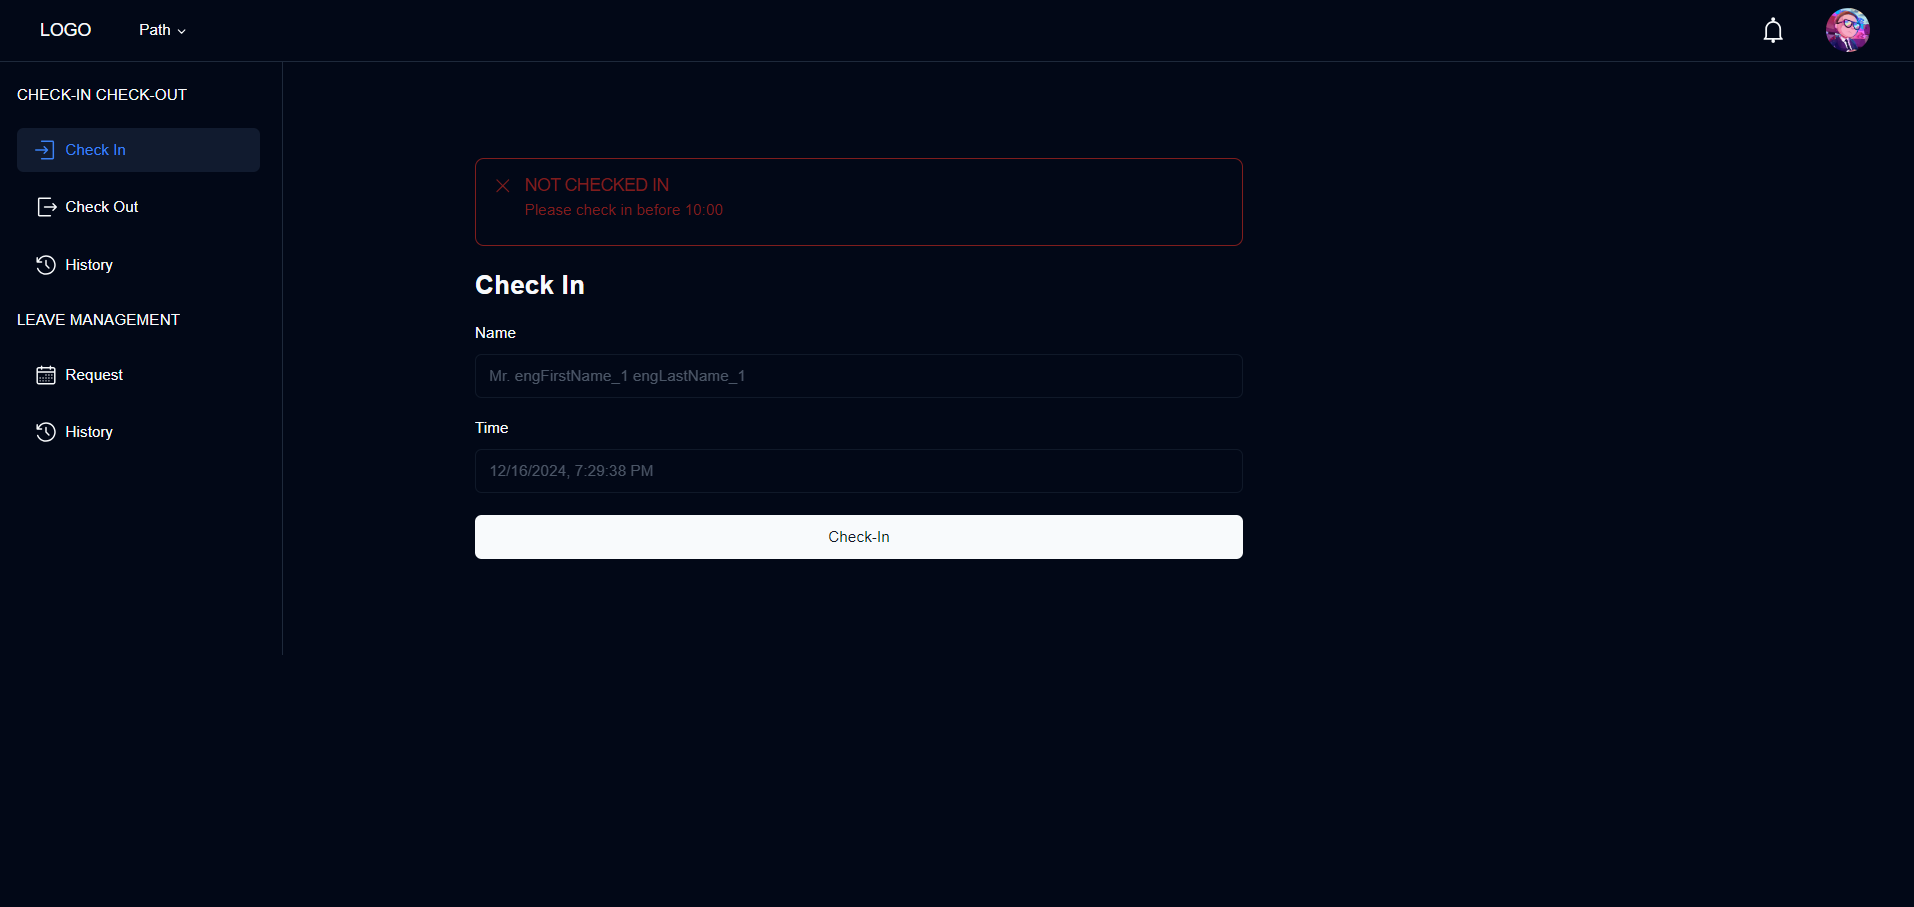 LOGO
Path
CHECK-IN CHECK-OUT
Check In
Check Out
History
LEAVE MANAGEMENT
Request
History
NOT CHECKED IN
Please check in before 10:00
Check In
Name
Mr. engFirstName_1 engLastName_1
Time
12/16/2024, 7:29:38 PM
Check-In